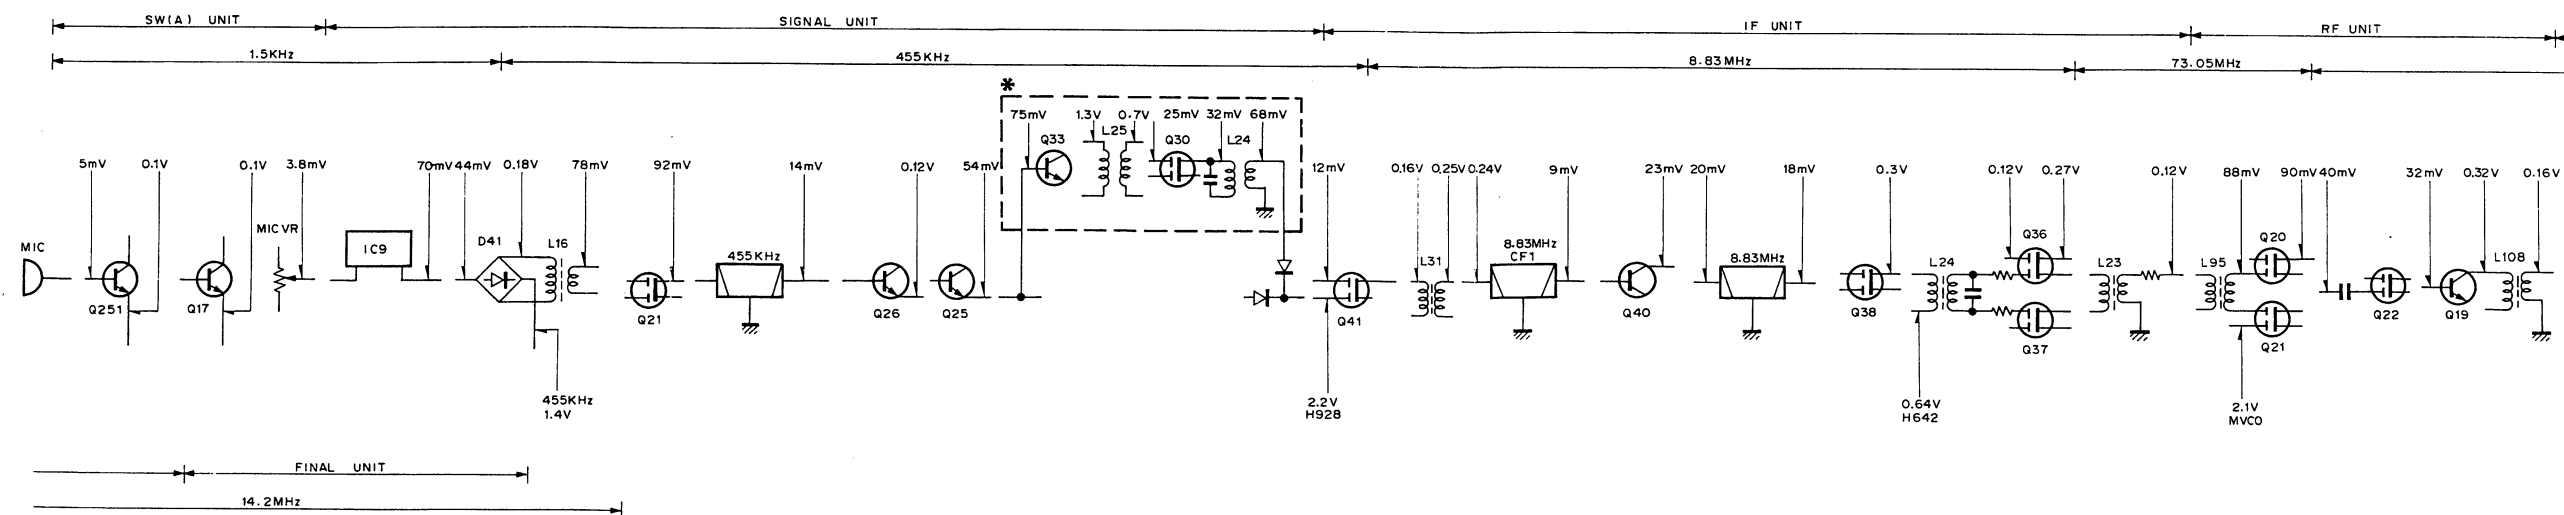 SW(A) UNIT
SIGNAL UNIT
IF UNIT
RF UNIT
1.5KHz
455KHz
8.83MHz
73.05MHz
*
75mV
1.3V
0.7V
25mV
32mV
68mV
Q33
L25
Q30
L24
5mV
0.1V
0.1V
3.8mV
70mV
44mV
0.18V
78mV
92mV
14mV
0.12V
54mV
12mV
0.16V
0.25V
0.24V
9mV
23mV
20mV
18mV
0.3V
0.12V
0.27V
0.12V
88mV
90mV
40mV
32mV
0.32V
0.16V
MIC
MIC VR
IC9
D41
L16
455KHz
L31
8.83MHz
CF1
8.83MHz
L24
Q36
L23
L95
Q20
L108
Q251
Q17
Q21
Q26
Q25
Q41
Q40
Q38
Q37
Q21
Q22
Q19
455KHz
1.4V
2.2V
H928
0.64V
H642
2.1V
MVCO
FINAL UNIT
14.2MHz